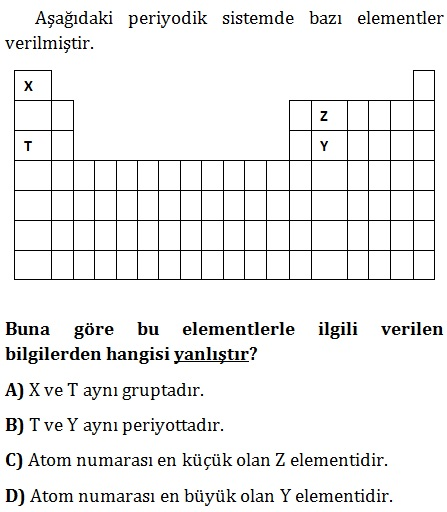 Aşağıdaki periyodik sistemde bazı elementler
verilmiştir.
X
Z
T
Y
Buna göre bu elementlerle ilgili verilen
bilgilerden hangisi yanlıştır?
A) X ve T aynı gruptadır.
B) T ve Y aynı periyottadır.
C) Atom numarası en küçük olan Z elementidir.
D) Atom numarası en büyük olan Y elementidir.